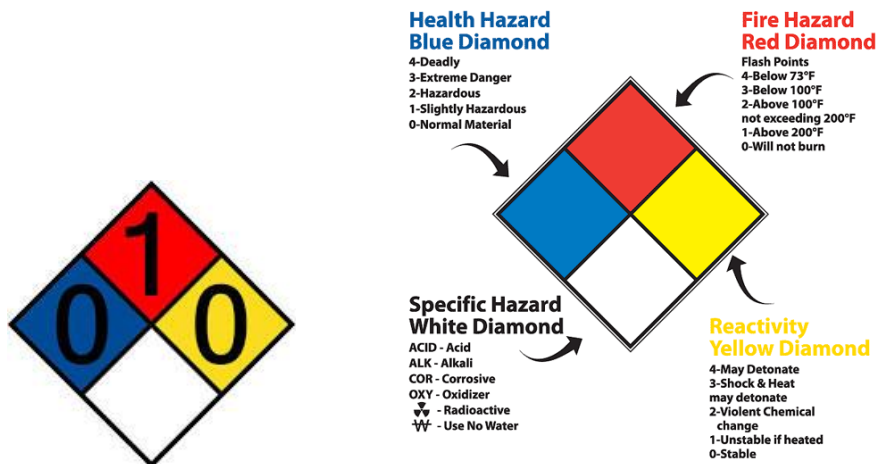 1
0 0
Health Hazard
Blue Diamond
4-Deadly
3-Extreme Danger
2-Hazardous
1-Slightly Hazardous
0-Normal Material
Fire Hazard
Red Diamond
Flash Points
4-Below 73°F
3-Below 100°F
2-Above 100°F
not exceeding 200°F
1-Above 200°F
0-Will not burn
Specific Hazard
White Diamond
ACID - Acid
ALK - Alkali
COR - Corrosive
OXY - Oxidizer
- Radioactive
W - Use No Water
Reactivity
Yellow Diamond
4-May Detonate
3-Shock & Heat
may detonate
2-Violent Chemical
change
1-Unstable if heated
0-Stable